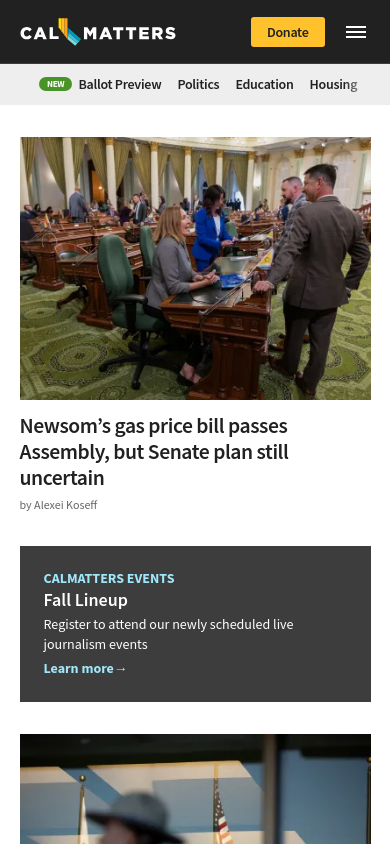 CAL MATTERS
Donate
NEW Ballot Preview Politics Education Housing
Newsom’s gas price bill passes
Assembly, but Senate plan still
uncertain
by Alexei Koseff
CALMATTERS EVENTS
Fall Lineup
Register to attend our newly scheduled live
journalism events
Learn more→